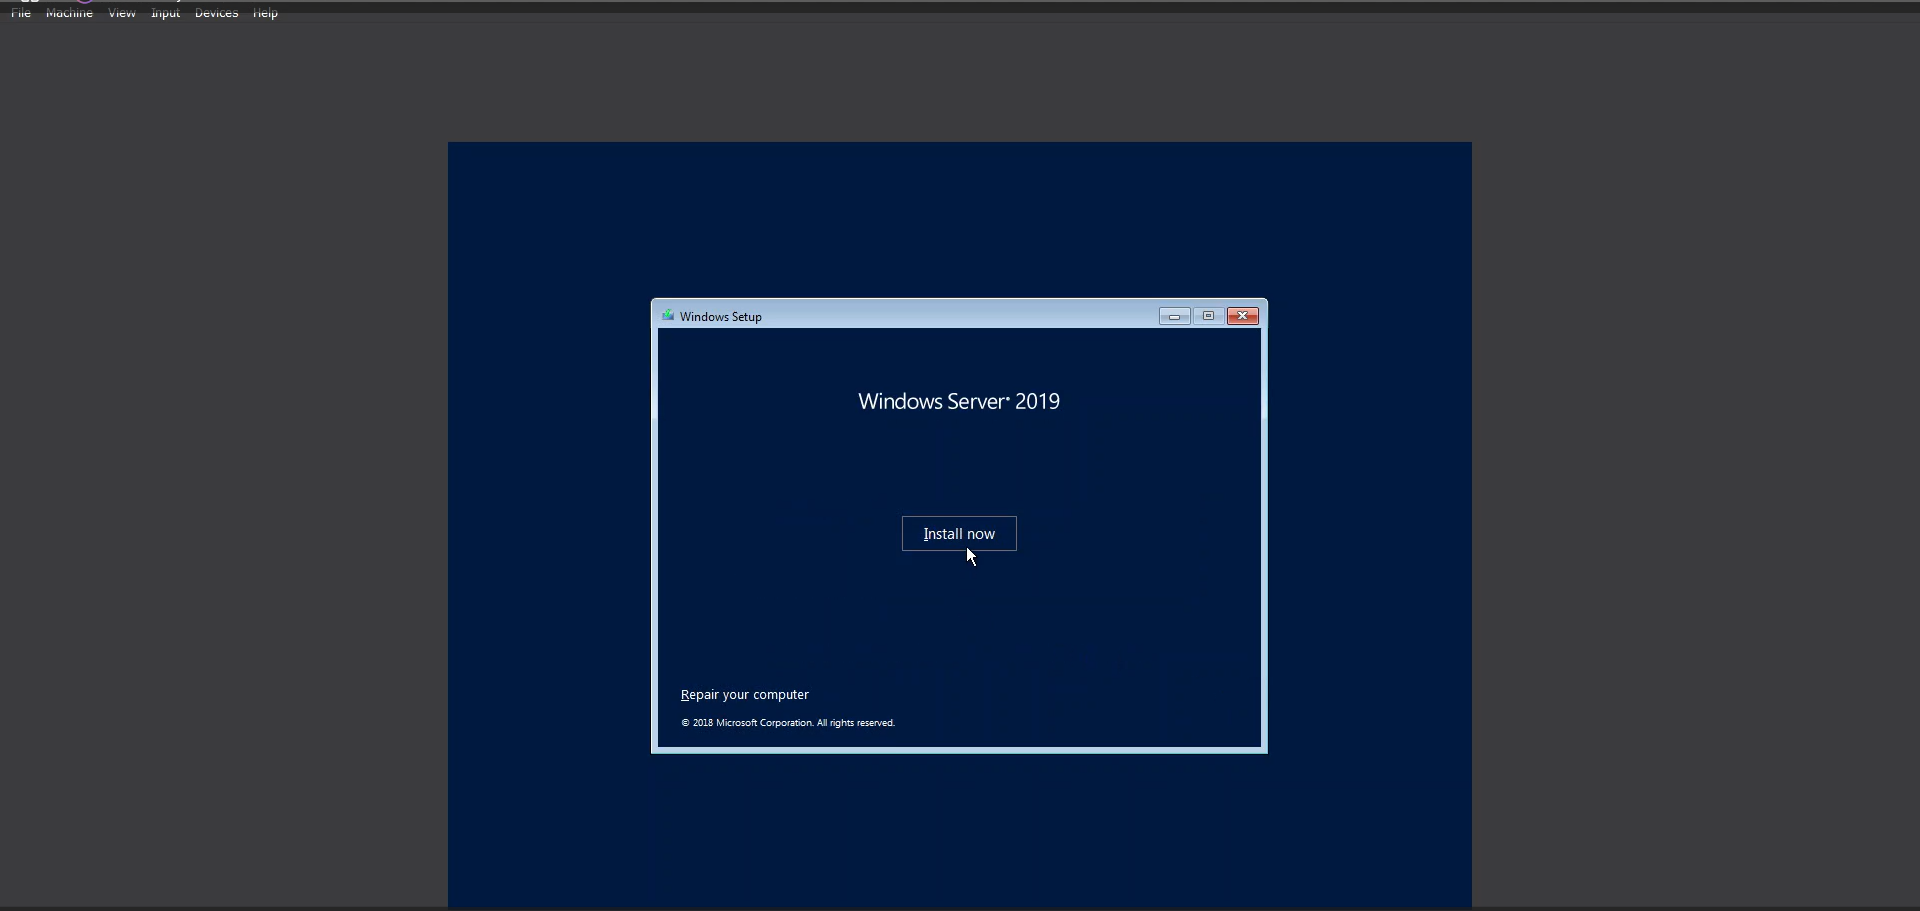 File Machine View Input Devices Help
Windows Setup
Windows Server® 2019
Install now
Repair your computer
© 2018 Microsoft Corporation. All rights reserved.